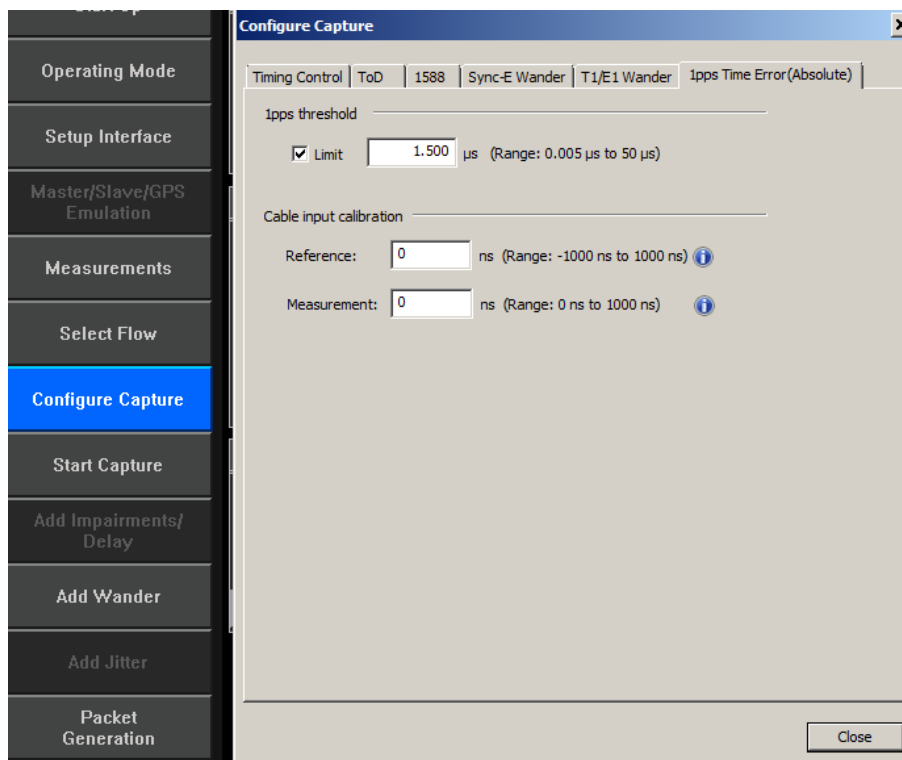 Operating Mode
Setup Interface
Master/Slave/GPS
Emulation
Measurements
Select Flow
Configure Capture
Start Capture
Add Impairments/
Delay
Add Wander
Add Jitter
Packet
Generation
Configure Capture
Timing Control ToD 1588 Sync-E Wander T1/E1 Wander 1pps Time Error(Absolute)
1pps threshold
Limit 1.500 μs (Range: 0.005 μs to 50 μs)
Cable input calibration
Reference: 0 ns (Range: -1000 ns to 1000 ns)
Measurement: 0 ns (Range: 0 ns to 1000 ns)
Close